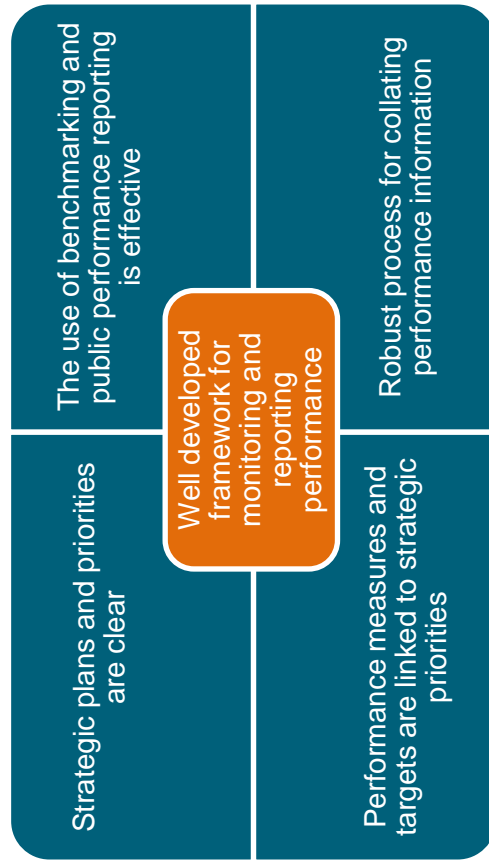 Strategic plans and priorities
are clear
The use of benchmarking and
public performance reporting
is effective
Well developed
framework for
monitoring and
reporting
performance
Performance measures and
targets are linked to strategic
priorities
Robust process for collating
performance information